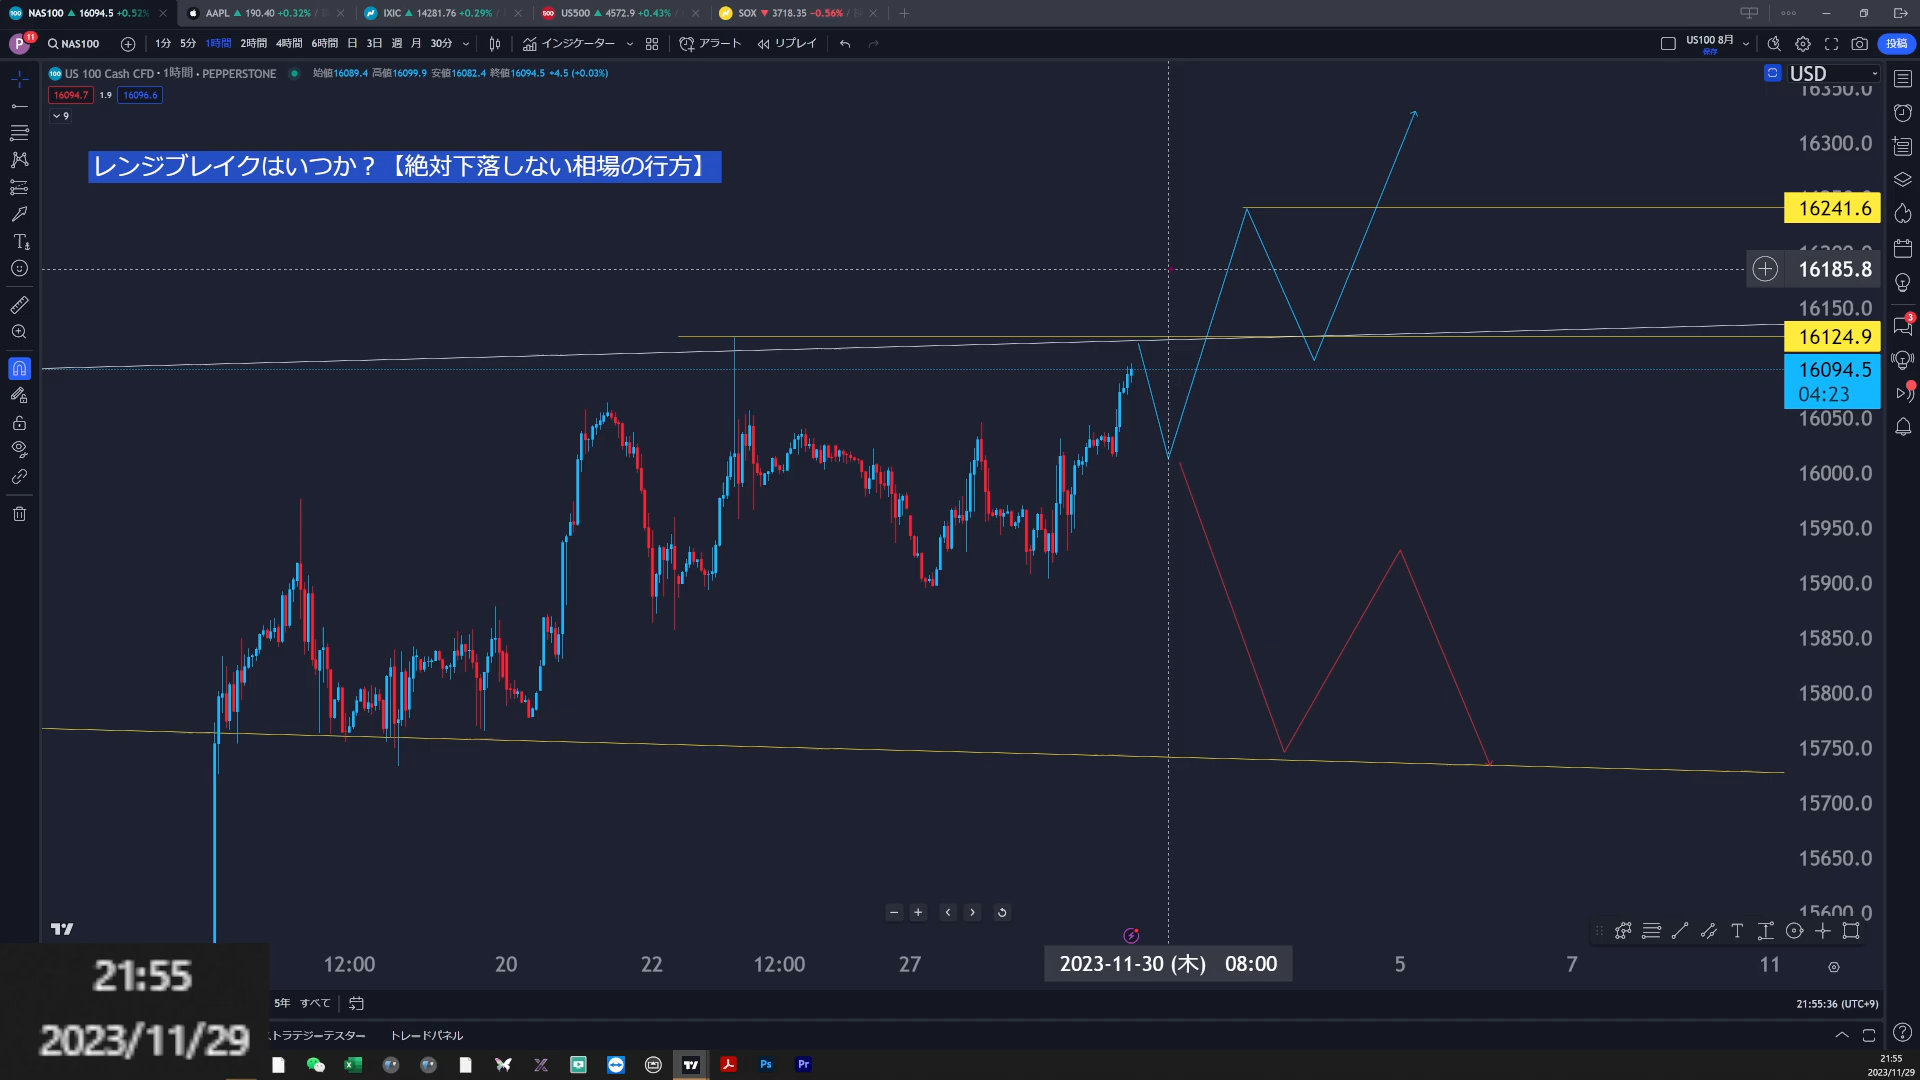 NAS100 ▲ 16094.5 +0.52%
AAPL ▲ 190.40 +0.32%
IXIC ▲ 14281.76 +0.29%
US500 ▲ 4572.9 +0.43%
SOX ▼ 3718.35 −0.56%
P 11
NAS100
1分 5分 1時間 2時間 4時間 6時間 日 3日 週 月 30分
インジケーター
アラート
リプレイ
US100 8月
保存
投稿
US 100 Cash CFD・1時間・PEPPERSTONE
始値16089.4 高値16099.9 安値16082.4 終値16094.5 +4.5 (+0.03%)
USD
16094.7 1.9 16096.6
9
レンジブレイクはいつか？【絶対下落しない相場の行方】
16350.0
16300.0
16241.6
16185.8
16150.0
16124.9
16094.5
04:23
16050.0
16000.0
15950.0
15900.0
15850.0
15800.0
15750.0
15700.0
15650.0
15600.0
3
12:00 20 22 12:00 27 2023-11-30 (木) 08:00 5 7 11
21:55
2023/11/29
5年 すべて
21:55:36 (UTC+9)
ストラテジーテスター トレードパネル
Ps
Pr
21:55
2023/11/29